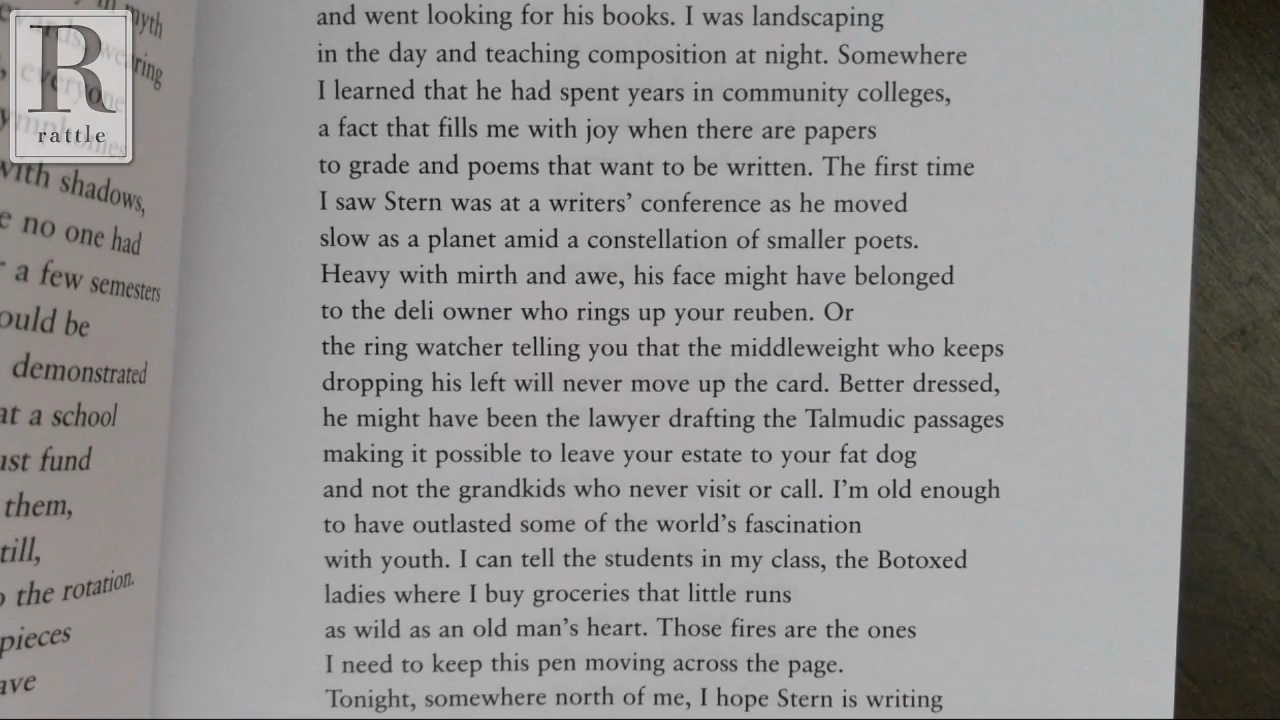 myth
R
rattle
with shadows,
no one had
a few semesters
ould be
demonstrated
at a school
ust fund
them,
till,
the rotation.
pieces
ave
and went looking for his books. I was landscaping
in the day and teaching composition at night. Somewhere
I learned that he had spent years in community colleges,
a fact that fills me with joy when there are papers
to grade and poems that want to be written. The first time
I saw Stern was at a writers’ conference as he moved
slow as a planet amid a constellation of smaller poets.
Heavy with mirth and awe, his face might have belonged
to the deli owner who rings up your reuben. Or
the ring watcher telling you that the middleweight who keeps
dropping his left will never move up the card. Better dressed,
he might have been the lawyer drafting the Talmudic passages
making it possible to leave your estate to your fat dog
and not the grandkids who never visit or call. I’m old enough
to have outlasted some of the world’s fascination
with youth. I can tell the students in my class, the Botoxed
ladies where I buy groceries that little runs
as wild as an old man’s heart. Those fires are the ones
I need to keep this pen moving across the page.
Tonight, somewhere north of me, I hope Stern is writing